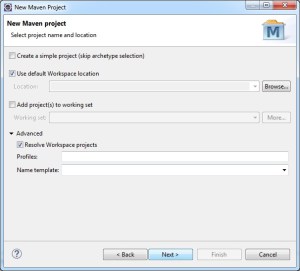 New Maven Project
New Maven project
Select project name and location
M
Create a simple project (skip archetype selection)
Use default Workspace location
Location:
Browse...
Add project(s) to working set
Working set:
More...
Advanced
Resolve Workspace projects
Profiles:
Name template:
?
< Back
Next >
Finish
Cancel